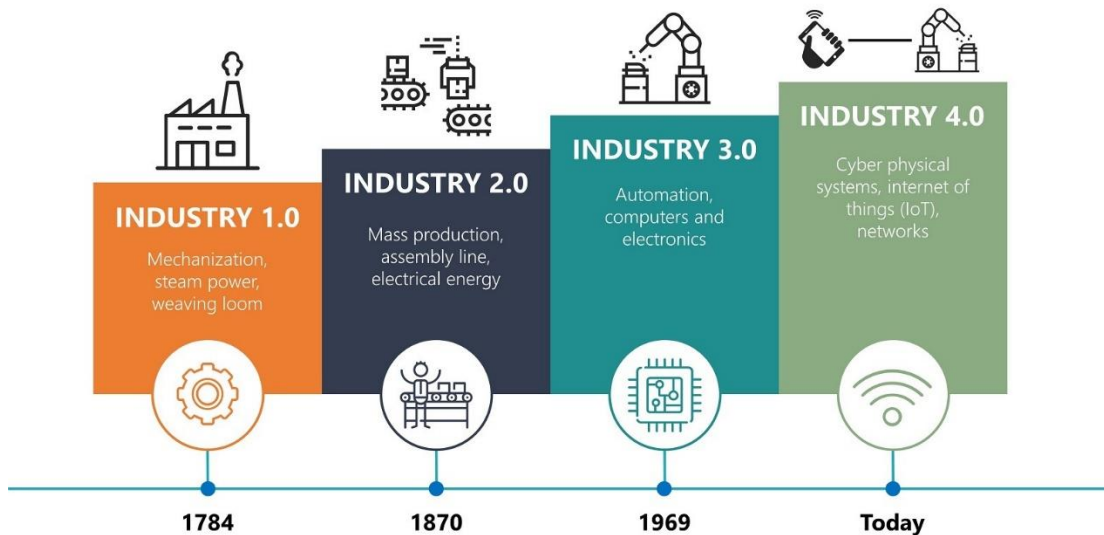 INDUSTRY 1.0
Mechanization,
steam power,
weaving loom
INDUSTRY 2.0
Mass production,
assembly line,
electrical energy
INDUSTRY 3.0
Automation,
computers and
electronics
INDUSTRY 4.0
Cyber physical
systems, internet of
things (IoT),
networks
1784
1870
1969
Today